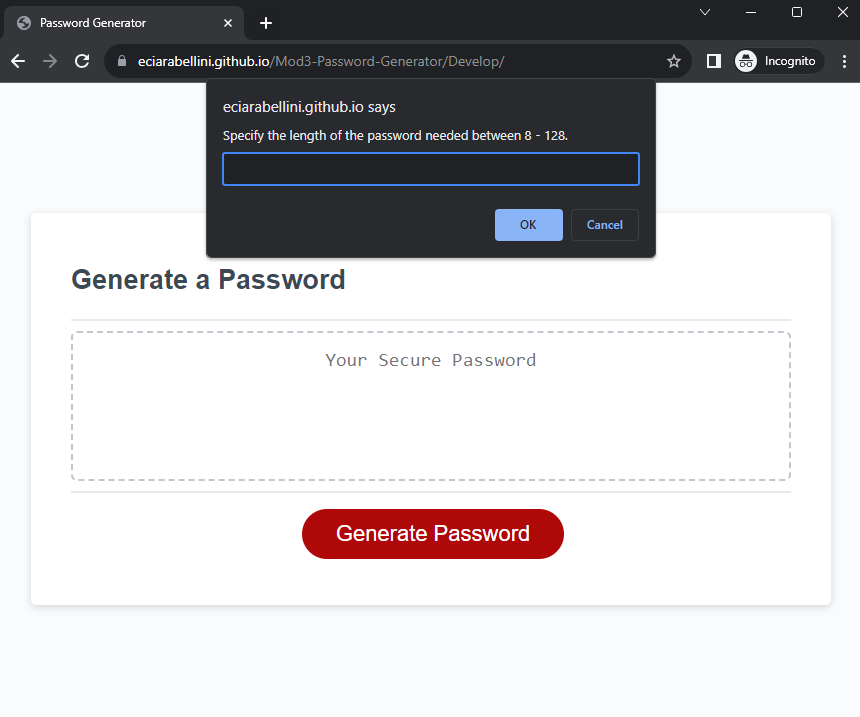 Password Generator
eciarabellini.github.io/Mod3-Password-Generator/Develop/
Incognito
eciarabellini.github.io says
Specify the length of the password needed between 8 - 128.
OK
Cancel
Generate a Password
Your Secure Password
Generate Password